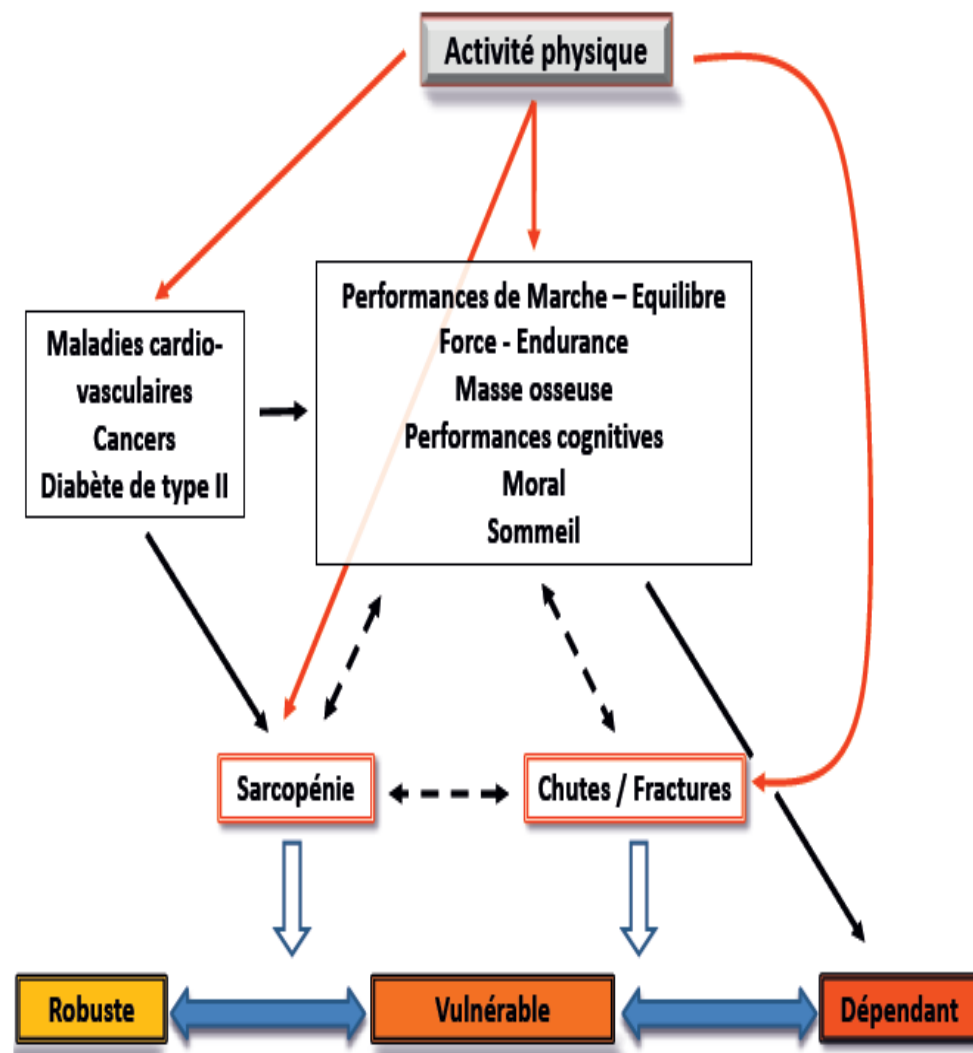 Activité physique
Maladies cardio-
vasculaires
Cancers
Diabète de type II
Performances de Marche – Equilibre
Force - Endurance
Masse osseuse
Performances cognitives
Moral
Sommeil
Sarcopénie
Chutes / Fractures
Robuste
Vulnérable
Dépendant